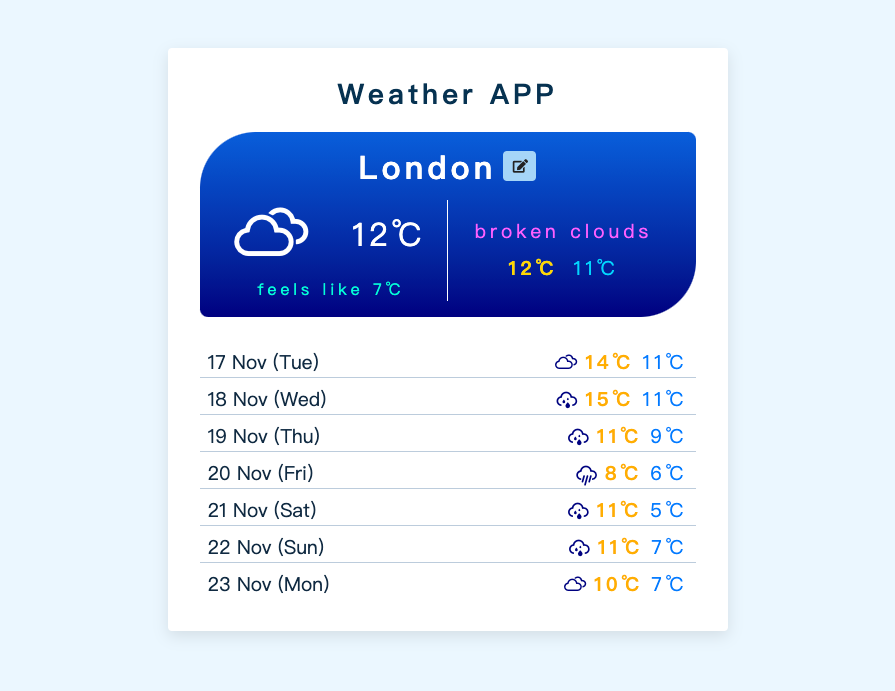 Weather APP
London
12℃
feels like 7℃
broken clouds
12℃ 11℃
17 Nov (Tue) 14℃ 11℃
18 Nov (Wed) 15℃ 11℃
19 Nov (Thu) 11℃ 9℃
20 Nov (Fri) 8℃ 6℃
21 Nov (Sat) 11℃ 5℃
22 Nov (Sun) 11℃ 7℃
23 Nov (Mon) 10℃ 7℃